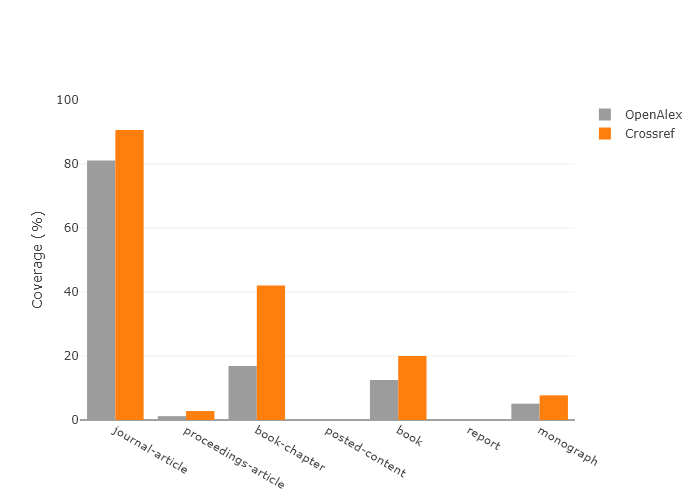 100
80
60
40
20
0
Coverage (%)
OpenAlex
Crossref
journal-article
proceedings-article
book-chapter
posted-content
book
report
monograph